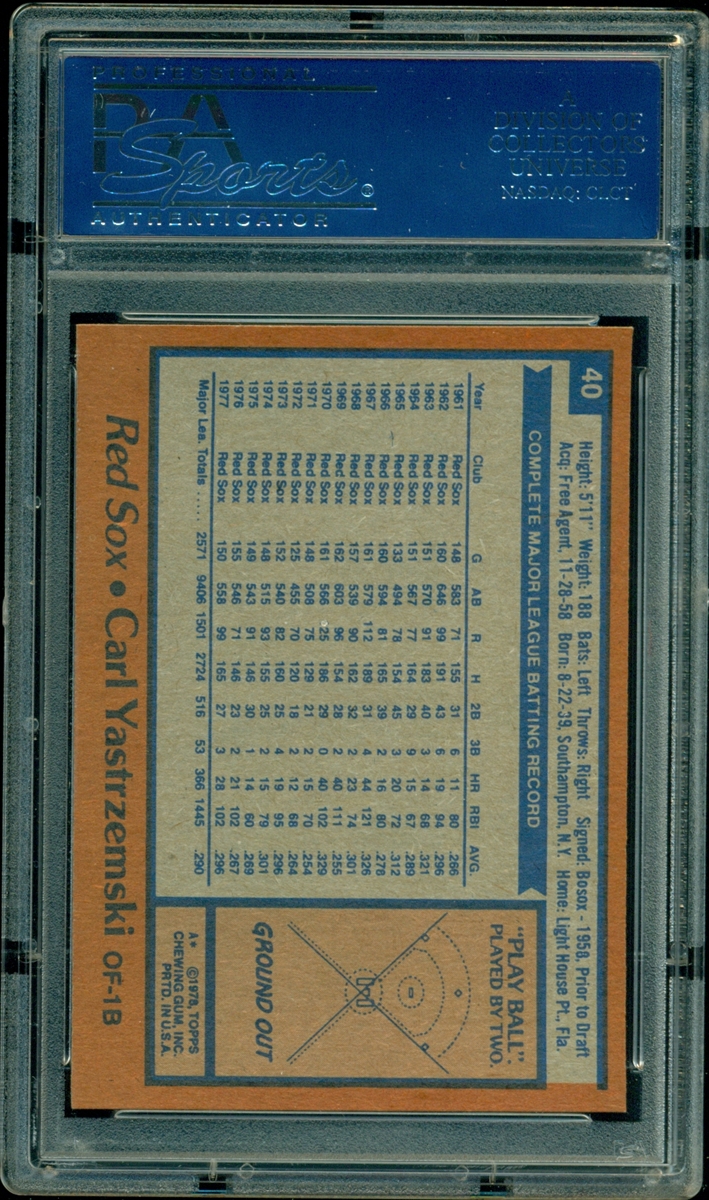 PROFESSIONAL
PSA
Sports®
AUTHENTICATOR
A
DIVISION OF
COLLECTORS
UNIVERSE
NASDAQ: CLCT
40
Height: 5'11" Weight: 188 Bats: Left Throws: Right Signed: Bosox - 1958. Prior to Draft
Acq: Free Agent, 11-28-58 Born: 8-22-39, Southampton, N.Y. Home: Light House Pt., Fla.
COMPLETE MAJOR LEAGUE BATTING RECORD
Year Club G AB R H 2B 3B HR RBI AVG.
1961 Red Sox 148 583 71 155 31 6 11 80 .266
1962 Red Sox 160 646 99 191 43 6 19 94 .296
1963 Red Sox 151 570 91 183 40 3 14 68 .321
1964 Red Sox 151 567 77 164 29 9 15 67 .289
1965 Red Sox 133 494 78 154 45 3 20 72 .312
1966 Red Sox 160 594 81 165 39 2 16 80 .278
1967 Red Sox 161 579 112 189 31 4 44 121 .326
1968 Red Sox 157 539 90 162 32 2 23 74 .301
1969 Red Sox 162 603 96 154 28 2 40 111 .255
1970 Red Sox 161 566 25 186 29 0 40 102 .329
1971 Red Sox 148 508 75 129 21 2 15 70 .254
1972 Red Sox 125 455 70 120 18 2 12 68 .264
1973 Red Sox 152 540 82 160 25 4 19 95 .296
1974 Red Sox 148 515 93 155 25 2 15 79 .301
1975 Red Sox 149 543 91 146 30 1 14 60 .269
1976 Red Sox 155 546 71 146 23 2 21 102 .267
1977 Red Sox 150 558 99 165 27 3 28 102 .296
Major Lea. Totals ..... 2571 9406 1501 2724 516 53 366 1445 .290
"PLAY BALL".
PLAYED BY TWO.
GROUND OUT
A* ©1978, TOPPS
CHEWING GUM, INC.
PRTD. IN U.S.A.
Red Sox • Carl Yastrzemski OF-1B